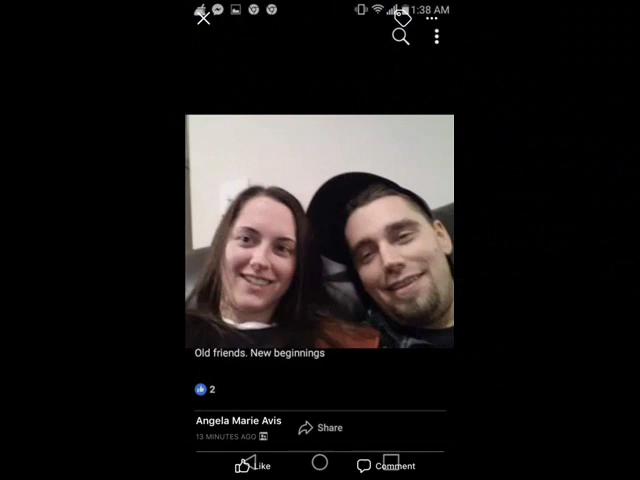 1:38 AM
Old friends. New beginnings
2
Angela Marie Avis
Share
13 MINUTES AGO
Like
Comment